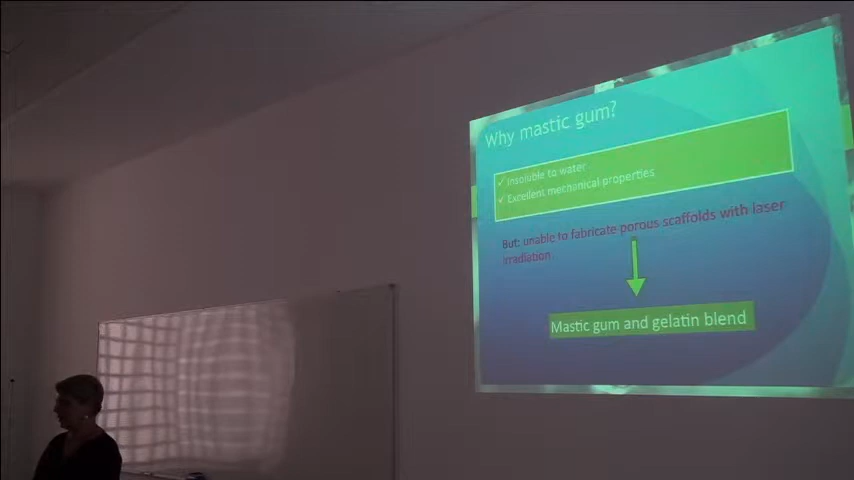 Why mastic gum?
✓ Insoluble to water
✓ Excellent mechanical properties
But: unable to fabricate porous scaffolds with laser
irradiation
Mastic gum and gelatin blend